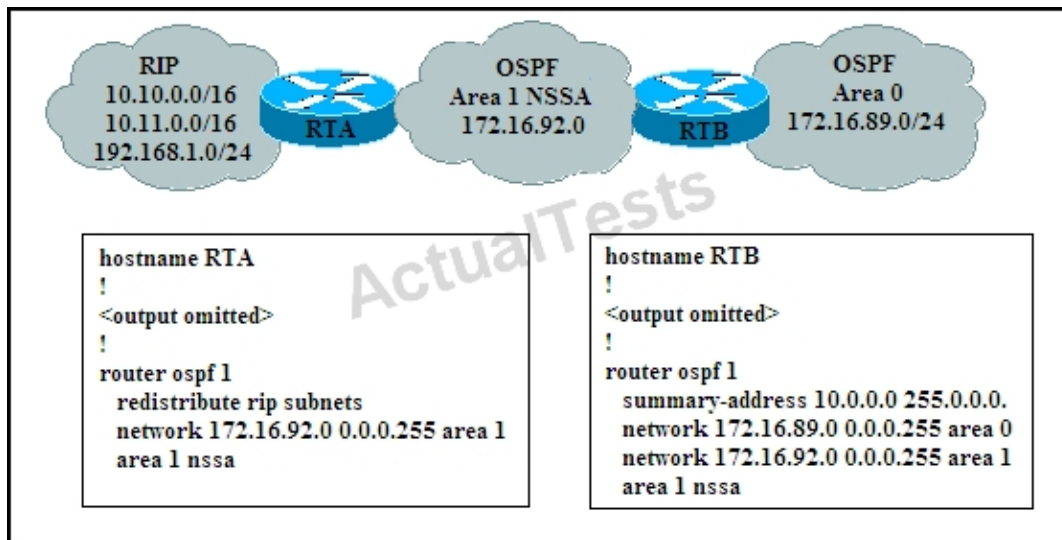 RIP
10.10.0.0/16
10.11.0.0/16
192.168.1.0/24
RTA
OSPF
Area 1 NSSA
172.16.92.0
RTB
OSPF
Area 0
172.16.89.0/24
ActualTests
hostname RTA
!
<output omitted>
!
router ospf 1
redistribute rip subnets
network 172.16.92.0 0.0.0.255 area 1
area 1 nssa
hostname RTB
!
<output omitted>
!
router ospf 1
summary-address 10.0.0.0 255.0.0.0.
network 172.16.89.0 0.0.0.255 area 0
network 172.16.92.0 0.0.0.255 area 1
area 1 nssa